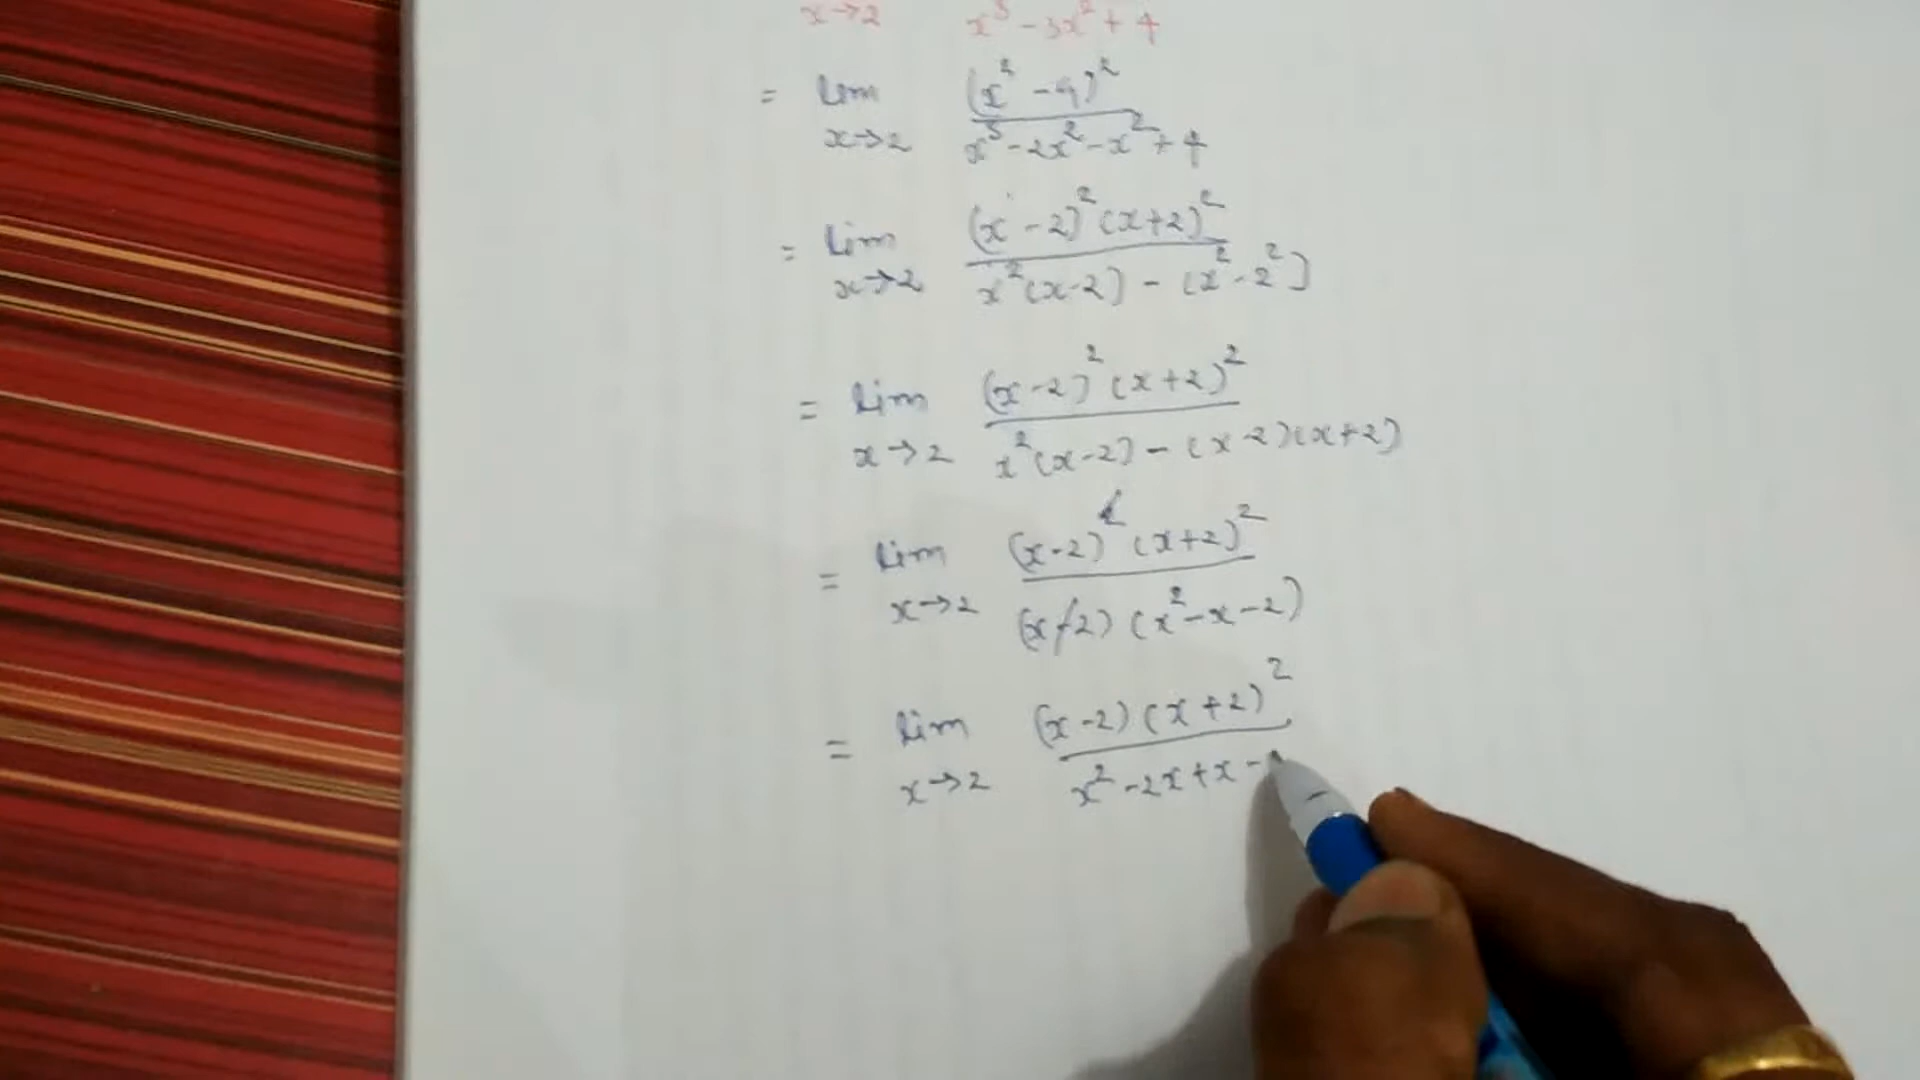 x→2 x³ - 3x² + 4
= lim (x² - 4)²
x→2 x³ - 2x² - x² + 4
= lim (x - 2)² (x+2)²
x→2 x²(x-2) - (x² - 2²)
= lim (x-2)² (x+2)²
x→2 x²(x-2) - (x-2)(x+2)
= lim (x-2)² (x+2)²
x→2 (x-2) (x² - x - 2)
= lim (x-2) (x+2)²
x→2 x² - 2x + x -